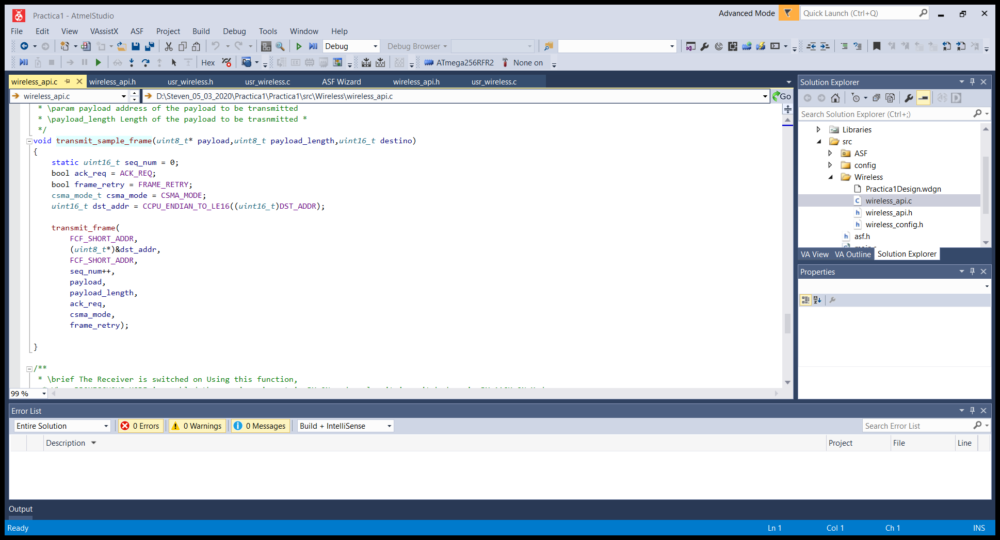 Practica1 - AtmelStudio
Advanced Mode
Quick Launch (Ctrl+Q)
File Edit View VAssistX ASF Project Build Debug Tools Window Help
Debug
Debug Browser
Hex
ATmega256RFR2
None on
wireless_api.c wireless_api.h usr_wireless.h usr_wireless.c ASF Wizard wireless_api.h usr_wireless.c
wireless_api.c
D:\Steven_05_03_2020\Practica1\Practica1\src\Wireless\wireless_api.c
Go
* \param payload address of the payload to be transmitted
* \payload_length Length of the payload to be trasnmitted *
*/
void transmit_sample_frame(uint8_t* payload,uint8_t payload_length,uint16_t destino)
{
static uint16_t seq_num = 0;
bool ack_req = ACK_REQ;
bool frame_retry = FRAME_RETRY;
csma_mode_t csma_mode = CSMA_MODE;
uint16_t dst_addr = CCPU_ENDIAN_TO_LE16((uint16_t)DST_ADDR);
transmit_frame(
FCF_SHORT_ADDR,
(uint8_t*)&dst_addr,
FCF_SHORT_ADDR,
seq_num++,
payload,
payload_length,
ack_req,
csma_mode,
frame_retry);
}
/**
* \brief The Receiver is switched on Using this function,
99 %
Solution Explorer
Search Solution Explorer (Ctrl+;)
Libraries
src
ASF
config
Wireless
Practica1Design.wdgn
wireless_api.c
wireless_api.h
wireless_config.h
asf.h
VA View VA Outline Solution Explorer
Properties
Error List
Entire Solution
0 Errors
0 Warnings
0 Messages
Build + IntelliSense
Search Error List
Description Project File Line
Output
Ready
Ln 1 Col 1 Ch 1 INS